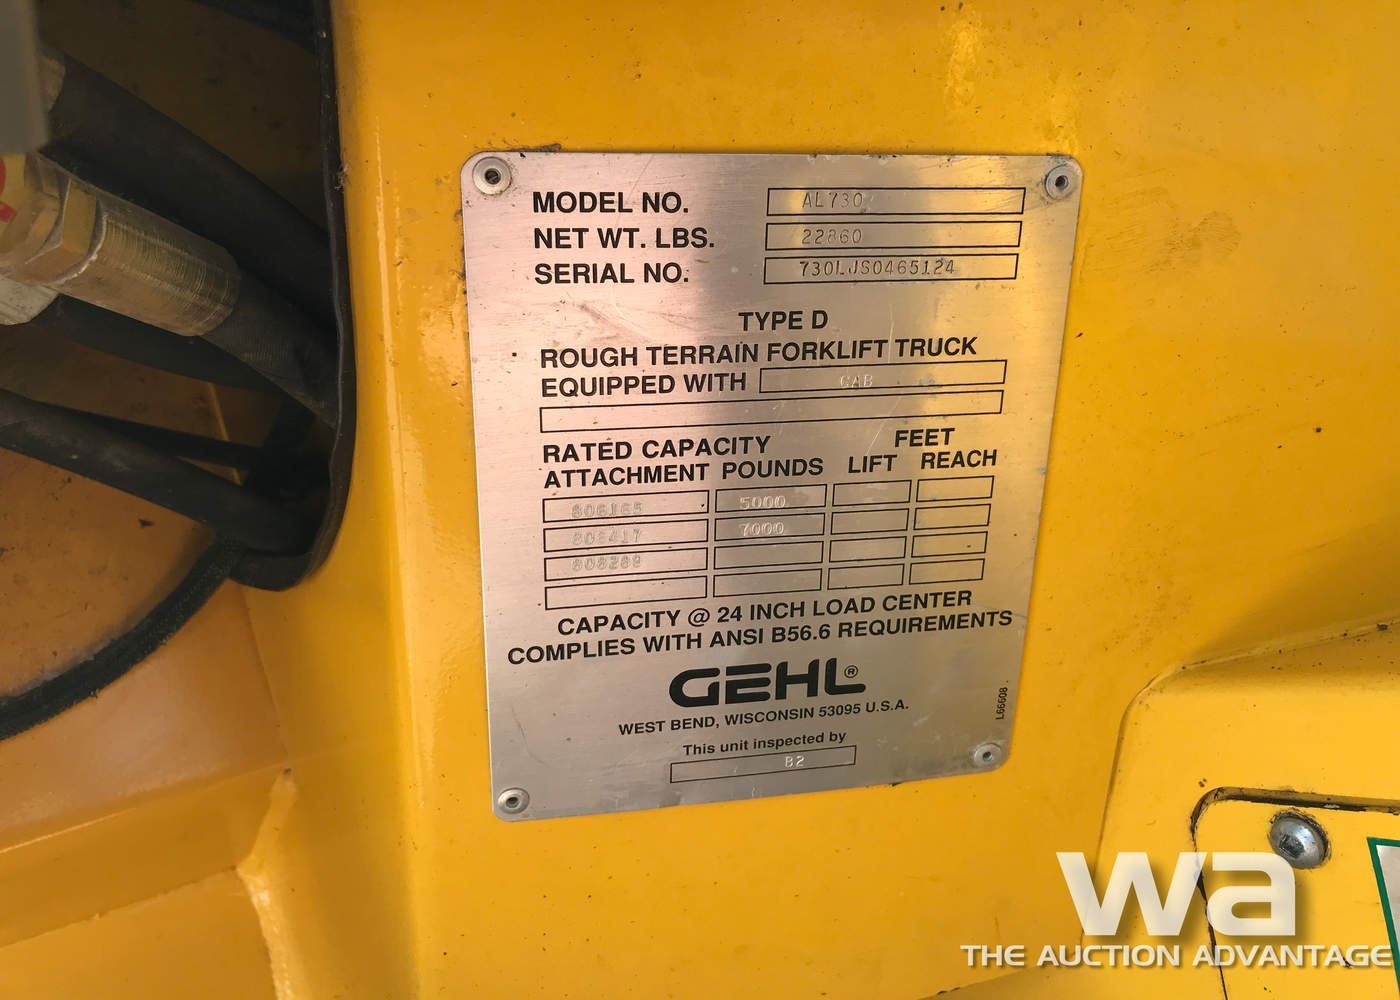 MODEL NO. AL730
NET WT. LBS. 22860
SERIAL NO. 730LJS0465124
TYPE D
ROUGH TERRAIN FORKLIFT TRUCK
EQUIPPED WITH CAB
RATED CAPACITY FEET
ATTACHMENT POUNDS LIFT REACH
806165 5000
808417 7000
808289
CAPACITY @ 24 INCH LOAD CENTER
COMPLIES WITH ANSI B56.6 REQUIREMENTS
GEHL®
WEST BEND, WISCONSIN 53095 U.S.A.
L66608
This unit inspected by
B2
wa
THE AUCTION ADVANTAGE